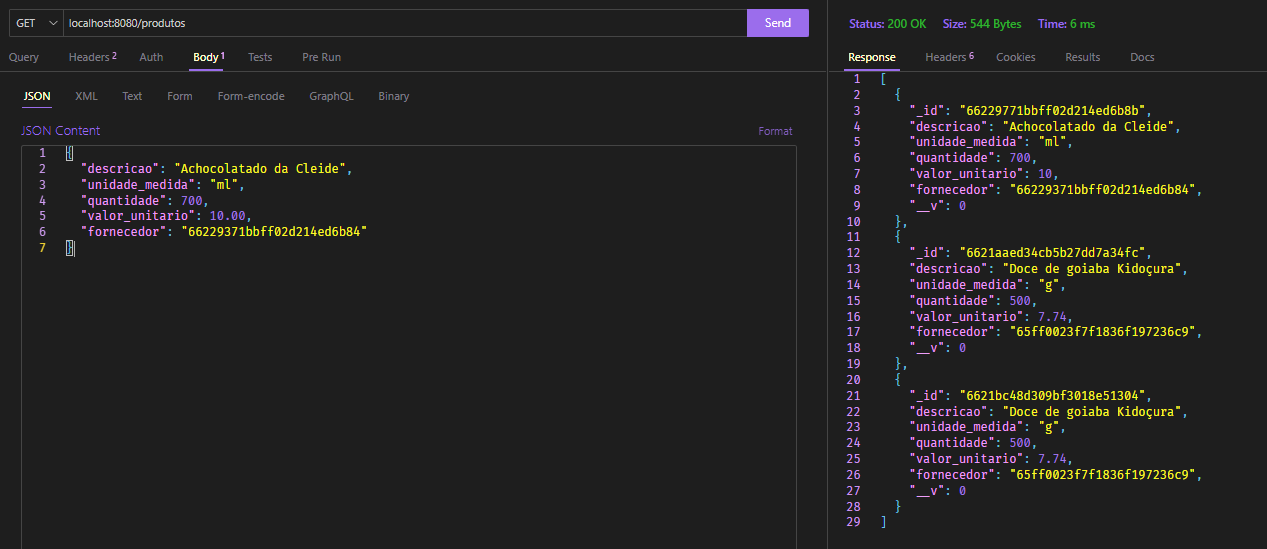 GET localhost:8080/produtos Send
Query Headers 2 Auth Body 1 Tests Pre Run
JSON XML Text Form Form-encode GraphQL Binary
JSON Content Format
1 {
2 "descricao": "Achocolatado da Cleide",
3 "unidade_medida": "ml",
4 "quantidade": 700,
5 "valor_unitario": 10.00,
6 "fornecedor": "66229371bbff02d214ed6b84"
7 }
Status: 200 OK Size: 544 Bytes Time: 6 ms
Response Headers 6 Cookies Results Docs
1 [
2 {
3 "_id": "66229771bbff02d214ed6b8b",
4 "descricao": "Achocolatado da Cleide",
5 "unidade_medida": "ml",
6 "quantidade": 700,
7 "valor_unitario": 10,
8 "fornecedor": "66229371bbff02d214ed6b84",
9 "__v": 0
10 },
11 {
12 "_id": "6621aaed34cb5b27dd7a34fc",
13 "descricao": "Doce de goiaba Kidoçura",
14 "unidade_medida": "g",
15 "quantidade": 500,
16 "valor_unitario": 7.74,
17 "fornecedor": "65ff0023f7f1836f197236c9",
18 "__v": 0
19 },
20 {
21 "_id": "6621bc48d309bf3018e51304",
22 "descricao": "Doce de goiaba Kidoçura",
23 "unidade_medida": "g",
24 "quantidade": 500,
25 "valor_unitario": 7.74,
26 "fornecedor": "65ff0023f7f1836f197236c9",
27 "__v": 0
28 }
29 ]